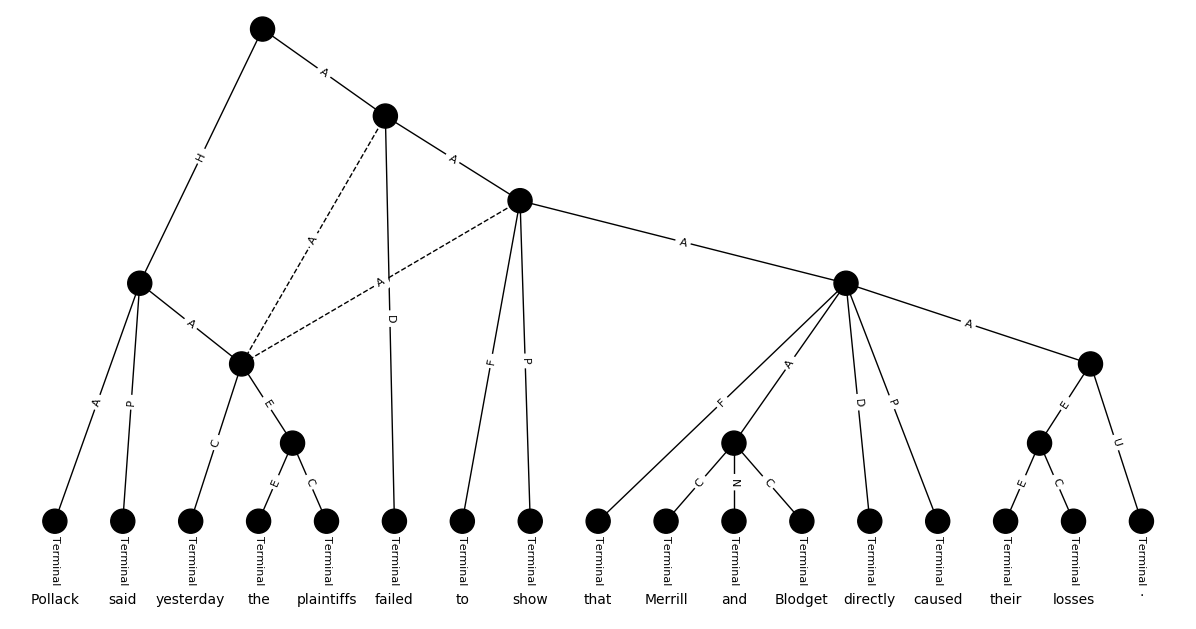 A
H
A
A
A
A
A
A
D
A
P
F
P
F
A
D
P
E
U
C
E
E
C
C
N
C
E
C
Terminal Terminal Terminal Terminal Terminal Terminal Terminal Terminal Terminal Terminal Terminal Terminal Terminal Terminal Terminal Terminal Terminal
Pollack said yesterday the plaintiffs failed to show that Merrill and Blodget directly caused their losses .